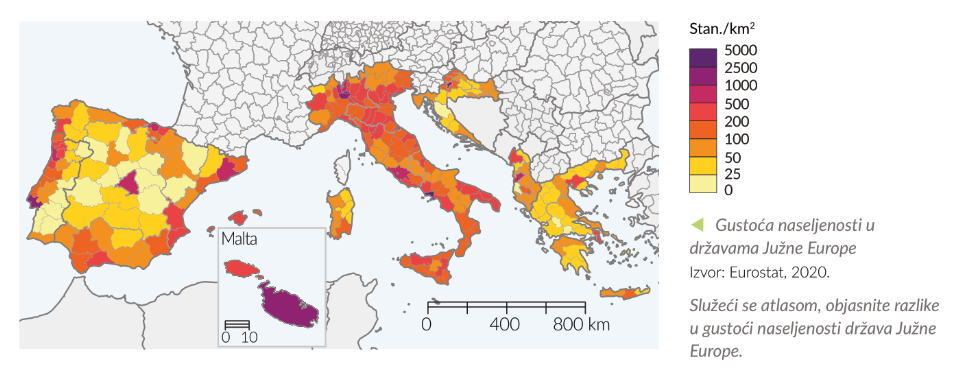 Stan./km²
5000
2500
1000
500
200
100
50
25
0
Malta
0 10
0 400 800 km
Gustoća naseljenosti u
državama Južne Europe
Izvor: Eurostat, 2020.
Služeći se atlasom, objasnite razlike
u gustoći naseljenosti država Južne
Europe.